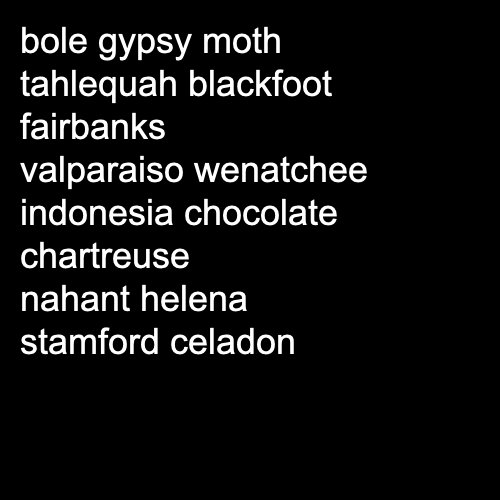 bole gypsy moth
tahlequah blackfoot
fairbanks
valparaiso wenatchee
indonesia chocolate
chartreuse
nahant helena
stamford celadon